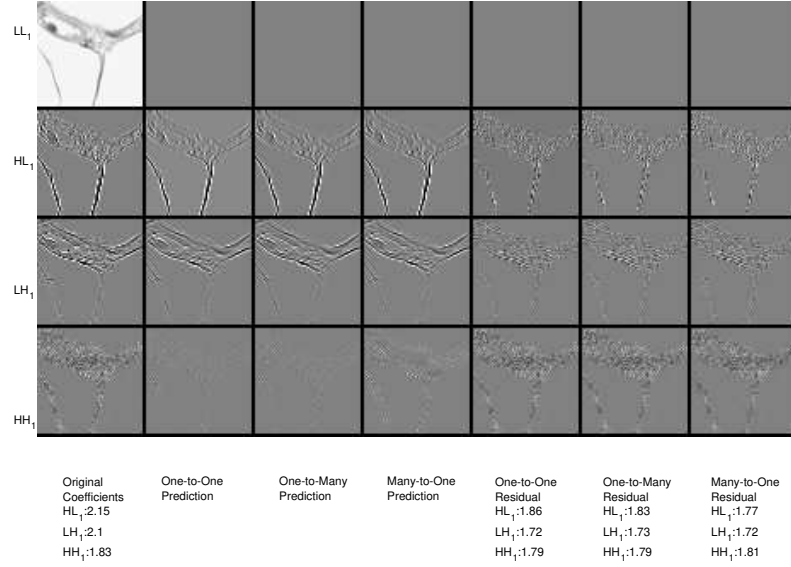 LL1
HL1
LH1
HH1
Original Coefficients
HL1:2.15
LH1:2.1
HH1:1.83
One-to-One Prediction
One-to-Many Prediction
Many-to-One Prediction
One-to-One Residual
HL1:1.86
LH1:1.72
HH1:1.79
One-to-Many Residual
HL1:1.83
LH1:1.73
HH1:1.79
Many-to-One Residual
HL1:1.77
LH1:1.72
HH1:1.81